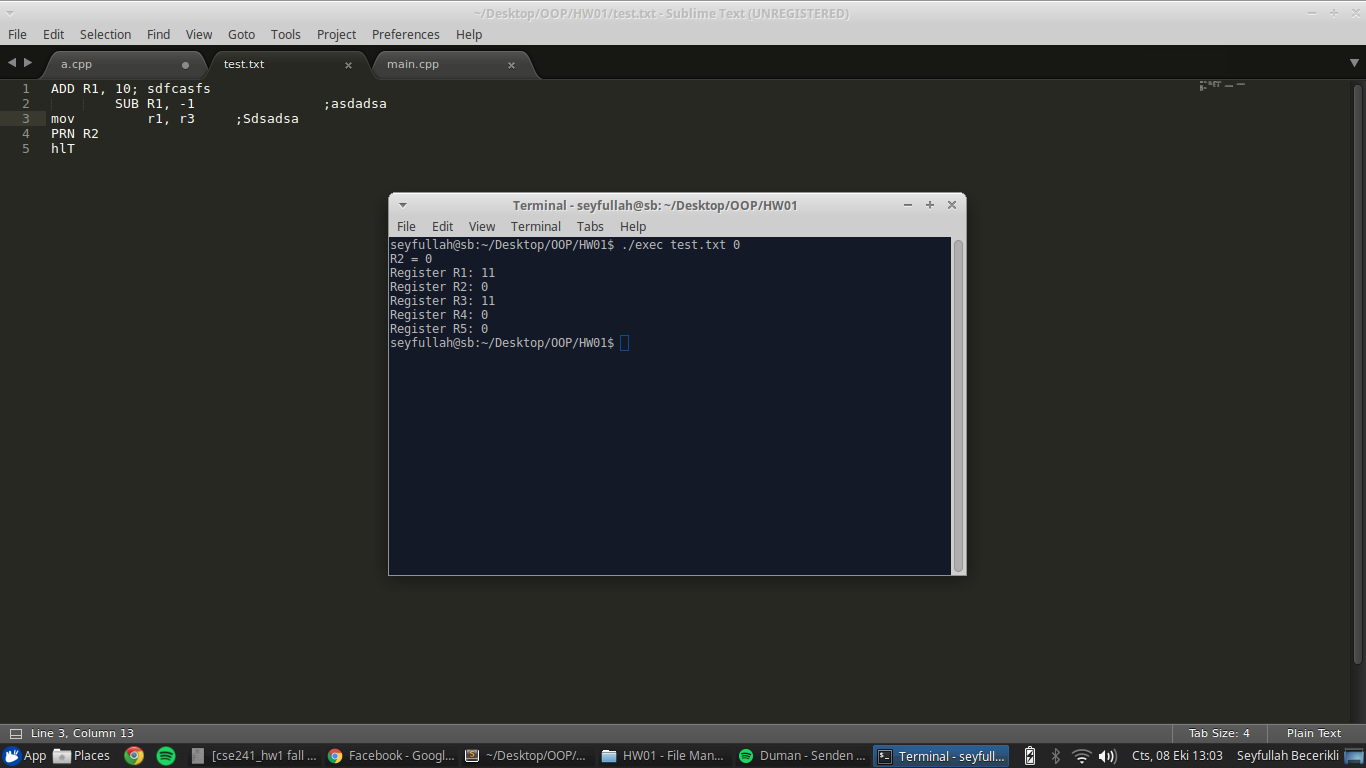 ~/Desktop/OOP/HW01/test.txt - Sublime Text (UNREGISTERED)
File Edit Selection Find View Goto Tools Project Preferences Help
a.cpp test.txt main.cpp
1 ADD R1, 10; sdfcasfs
2 SUB R1, -1 ;asdadsa
3 mov r1, r3 ;Sdsadsa
4 PRN R2
5 hlT
Terminal - seyfullah@sb: ~/Desktop/OOP/HW01
File Edit View Terminal Tabs Help
seyfullah@sb:~/Desktop/OOP/HW01$ ./exec test.txt 0
R2 = 0
Register R1: 11
Register R2: 0
Register R3: 11
Register R4: 0
Register R5: 0
seyfullah@sb:~/Desktop/OOP/HW01$
Line 3, Column 13 Tab Size: 4 Plain Text
App Places [cse241_hw1 fall ... Facebook - Googl... ~/Desktop/OOP/... HW01 - File Man... Duman - Senden ... Terminal - seyfull... Cts, 08 Eki 13:03 Seyfullah Becerikli